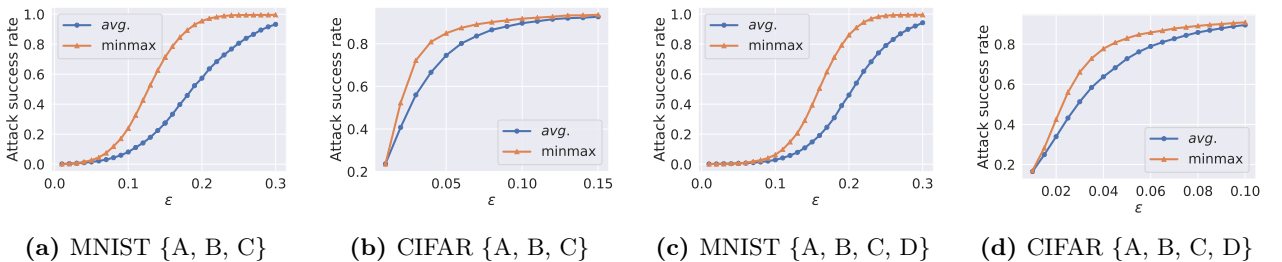 Attack success rate
1.0
0.8
0.6
0.4
0.2
0.0
0.0
0.1
0.2
0.3
ε
avg.
minmax
(a) MNIST {A, B, C}
Attack success rate
0.8
0.6
0.4
0.2
0.05
0.10
0.15
ε
avg.
minmax
(b) CIFAR {A, B, C}
Attack success rate
1.0
0.8
0.6
0.4
0.2
0.0
0.0
0.1
0.2
0.3
ε
avg.
minmax
(c) MNIST {A, B, C, D}
Attack success rate
0.8
0.6
0.4
0.2
0.02
0.04
0.06
0.08
0.10
ε
avg.
minmax
(d) CIFAR {A, B, C, D}